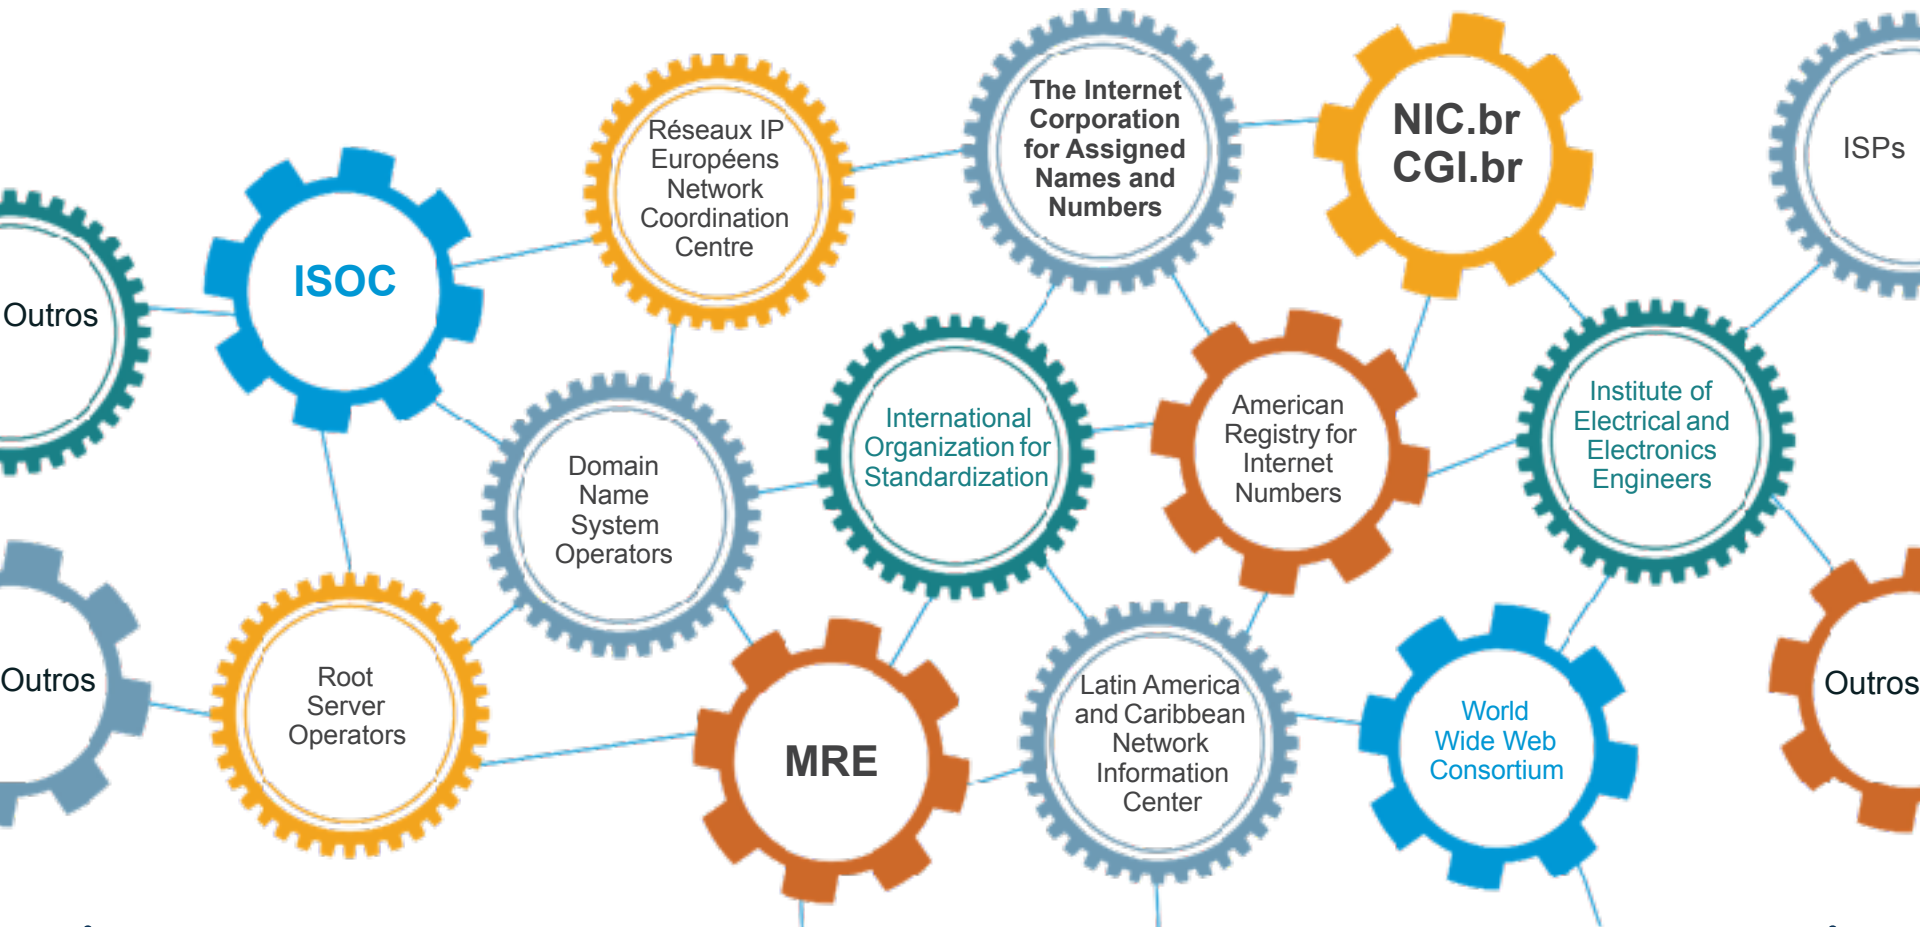 The Internet
Corporation
for Assigned
Names and
Numbers
NIC.br
CGI.br
ISPs
Réseaux IP
Européens
Network
Coordination
Centre
ISOC
Outros
International
Organization for
Standardization
American
Registry for
Internet
Numbers
Institute of
Electrical and
Electronics
Engineers
Domain
Name
System
Operators
Outros
Root
Server
Operators
MRE
Latin America
and Caribbean
Network
Information
Center
World
Wide Web
Consortium
Outros